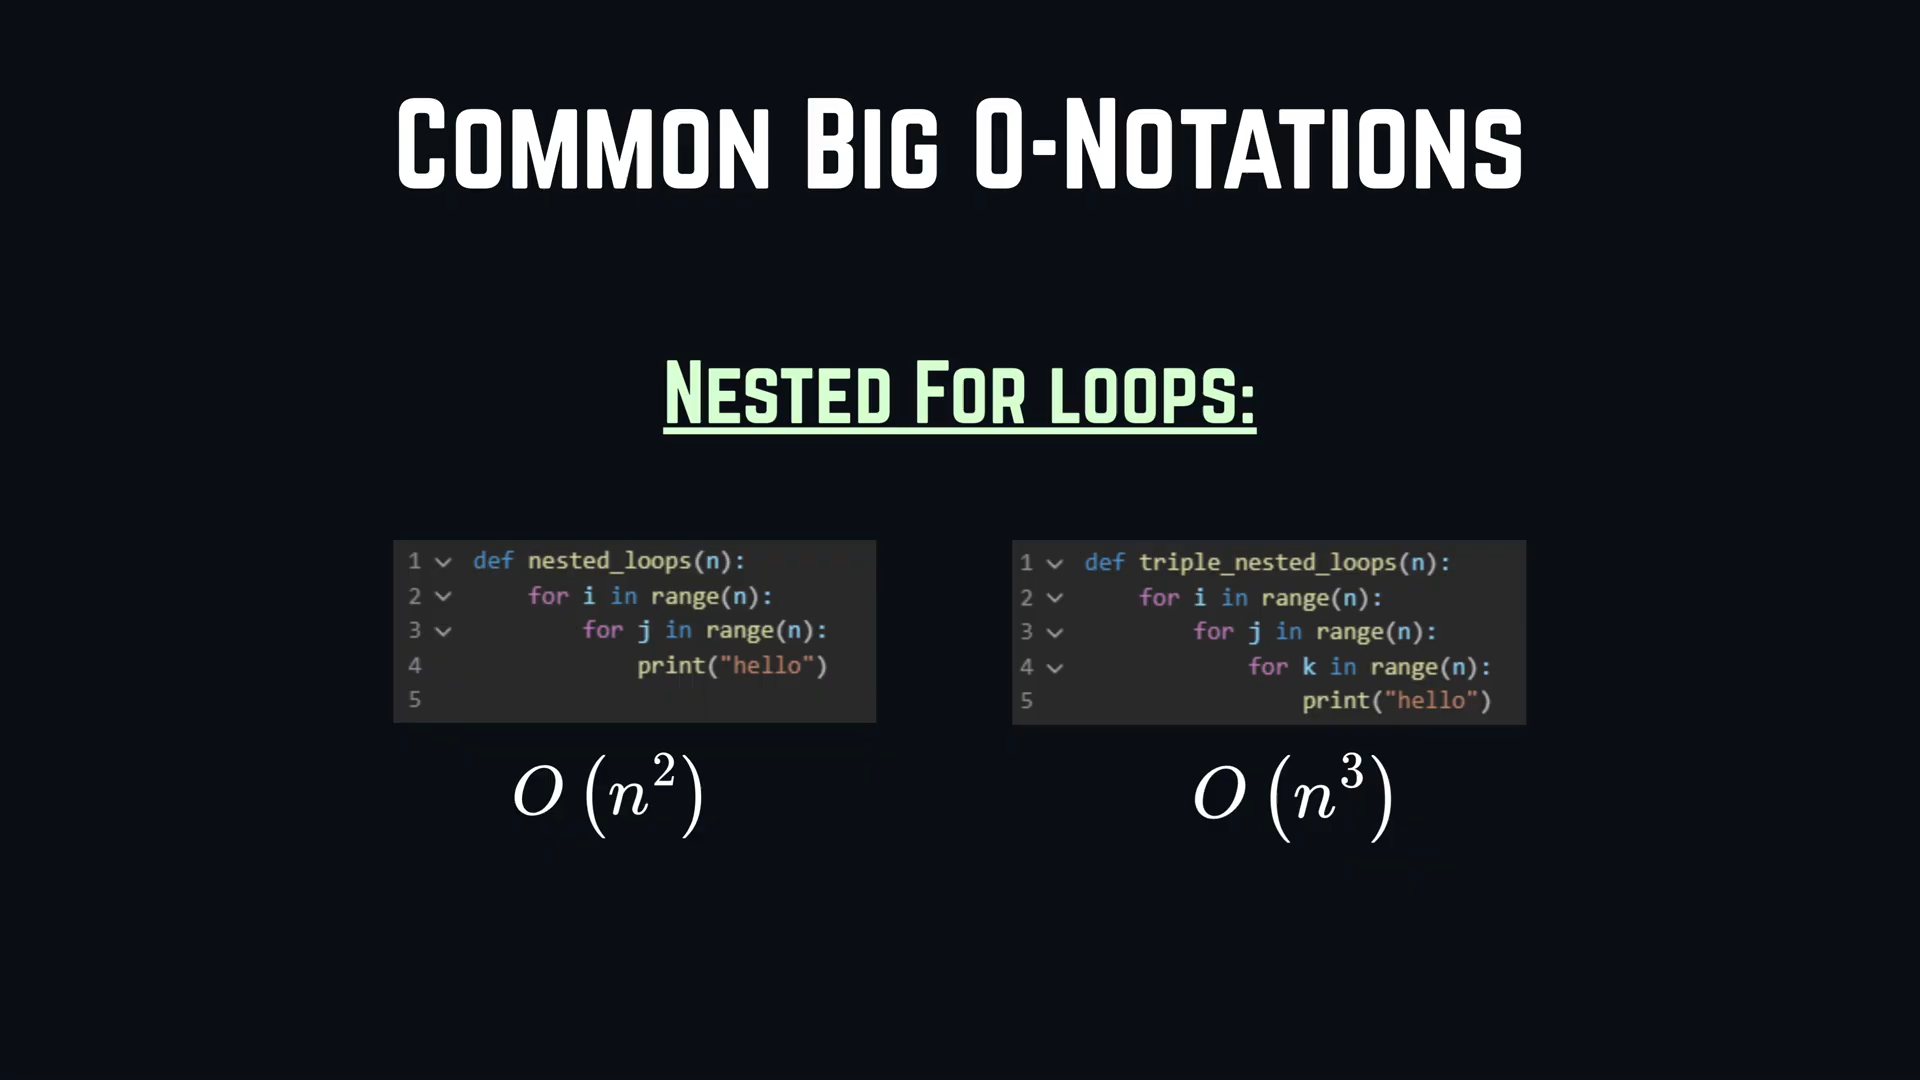 Common Big O-Notations
Nested For loops:
1 def nested_loops(n):
2 for i in range(n):
3 for j in range(n):
4 print("hello")
5
O(n²)
1 def triple_nested_loops(n):
2 for i in range(n):
3 for j in range(n):
4 for k in range(n):
5 print("hello")
O(n³)